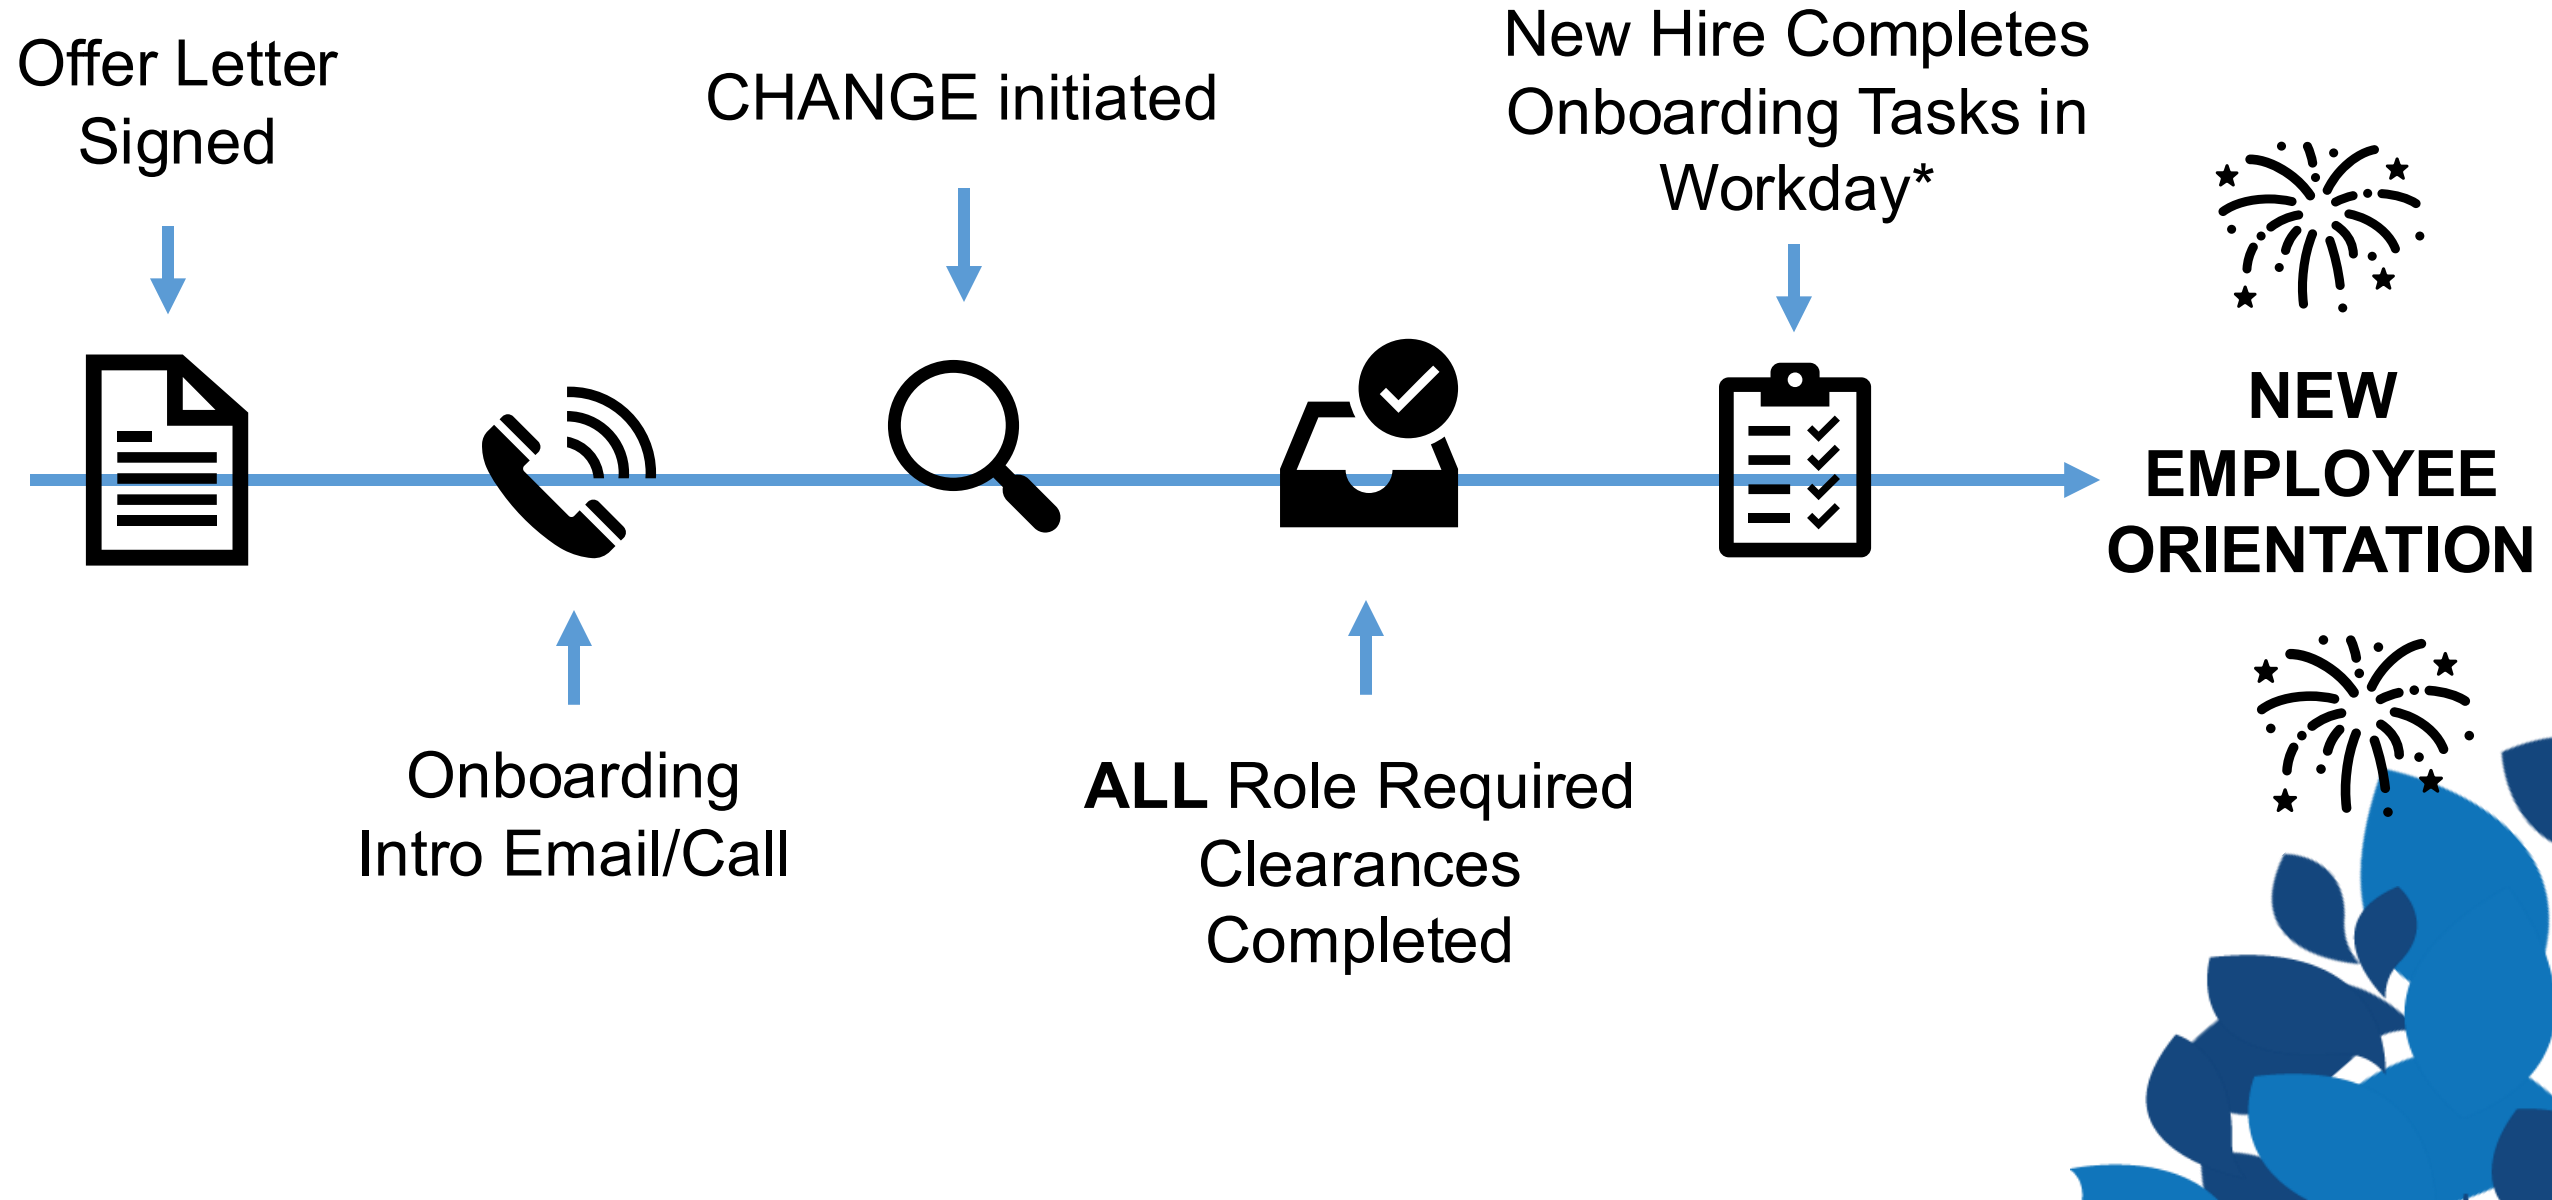 Offer Letter
Signed
Onboarding
Intro Email/Call
CHANGE initiated
ALL Role Required
Clearances
Completed
New Hire Completes
Onboarding Tasks in
Workday*
NEW
EMPLOYEE
ORIENTATION